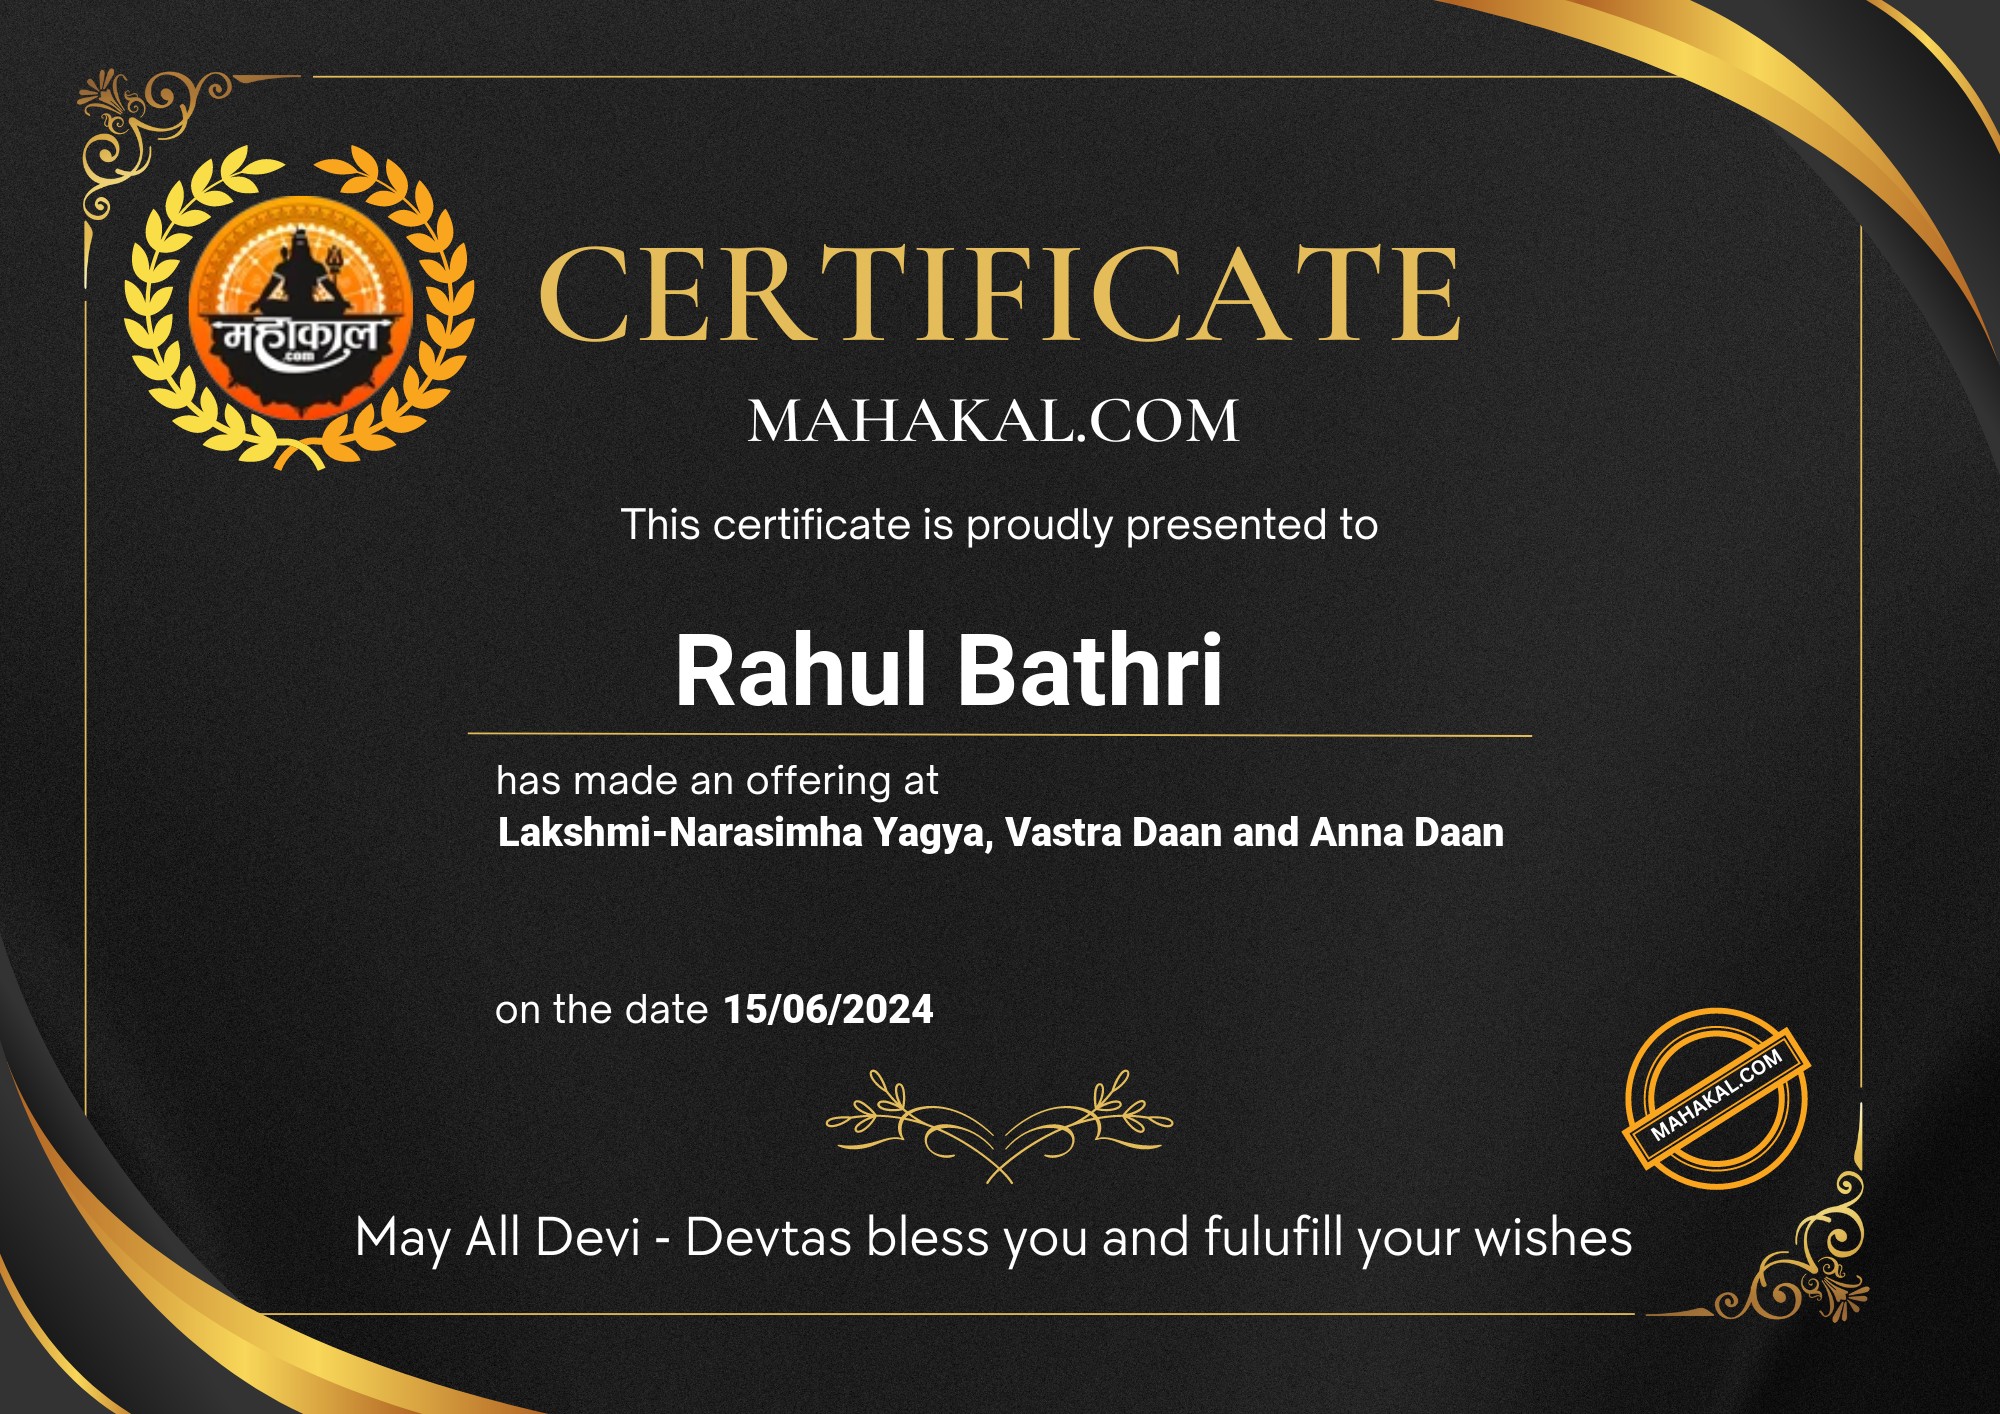 महाकाल
.com
CERTIFICATE
MAHAKAL.COM
This certificate is proudly presented to
Rahul Bathri
has made an offering at
Lakshmi-Narasimha Yagya, Vastra Daan and Anna Daan
on the date 15/06/2024
MAHAKAL.COM
May All Devi - Devtas bless you and fulufill your wishes